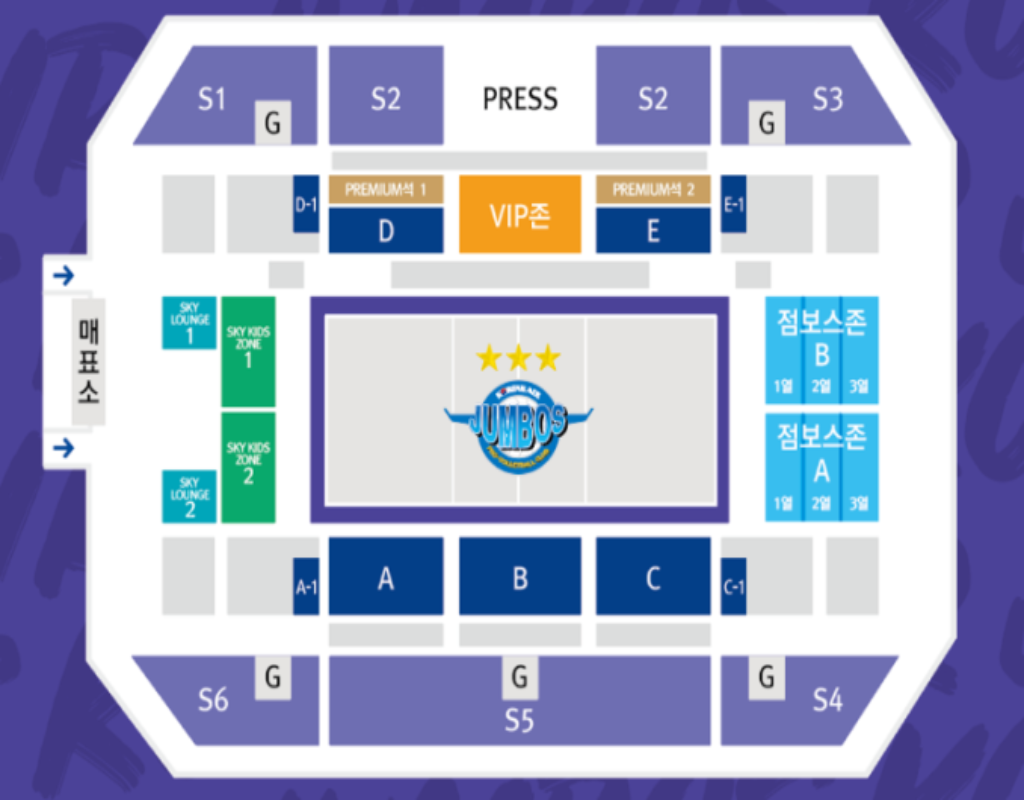 S1
G
S2
PRESS
S2
G
S3
D-1
PREMIUM석 1
D
VIP존
PREMIUM석 2
E
E-1
매표소
SKY
LOUNGE
1
SKY KIDS
ZONE
1
JUMBOS
점보스존
B
1열 2열 3열
SKY
LOUNGE
2
SKY KIDS
ZONE
2
점보스존
A
1열 2열 3열
A-1
A
B
C
C-1
S6
G
G
S5
G
S4